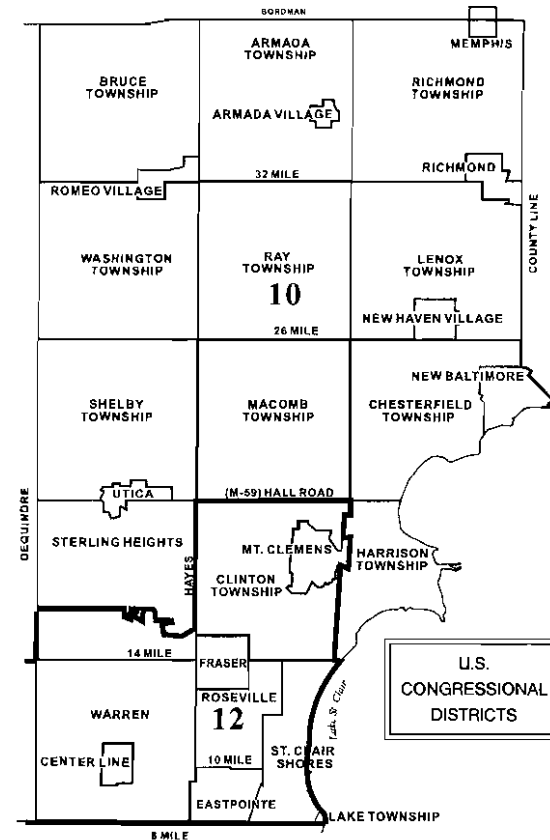 BORDMAN
MEMPHIS
ARMADA
TOWNSHIP
BRUCE
TOWNSHIP
RICHMOND
TOWNSHIP
ARMADA VILLAGE
RICHMOND
32 MILE
ROMEO VILLAGE
COUNTY LINE
WASHINGTON
TOWNSHIP
RAY
TOWNSHIP
LENOX
TOWNSHIP
10
NEW HAVEN VILLAGE
26 MILE
NEW BALTIMORE
SHELBY
TOWNSHIP
MACOMB
TOWNSHIP
CHESTERFIELD
TOWNSHIP
UTICA
(M-59) HALL ROAD
DEQUINDRE
STERLING HEIGHTS
HAYES
MT. CLEMENS
HARRISON
TOWNSHIP
CLINTON
TOWNSHIP
14 MILE
FRASER
U.S.
CONGRESSIONAL
DISTRICTS
Lake St. Clair
ROSEVILLE
12
WARREN
CENTER LINE
10 MILE
ST. CLAIR
SHORES
EASTPOINTE
LAKE TOWNSHIP
8 MILE